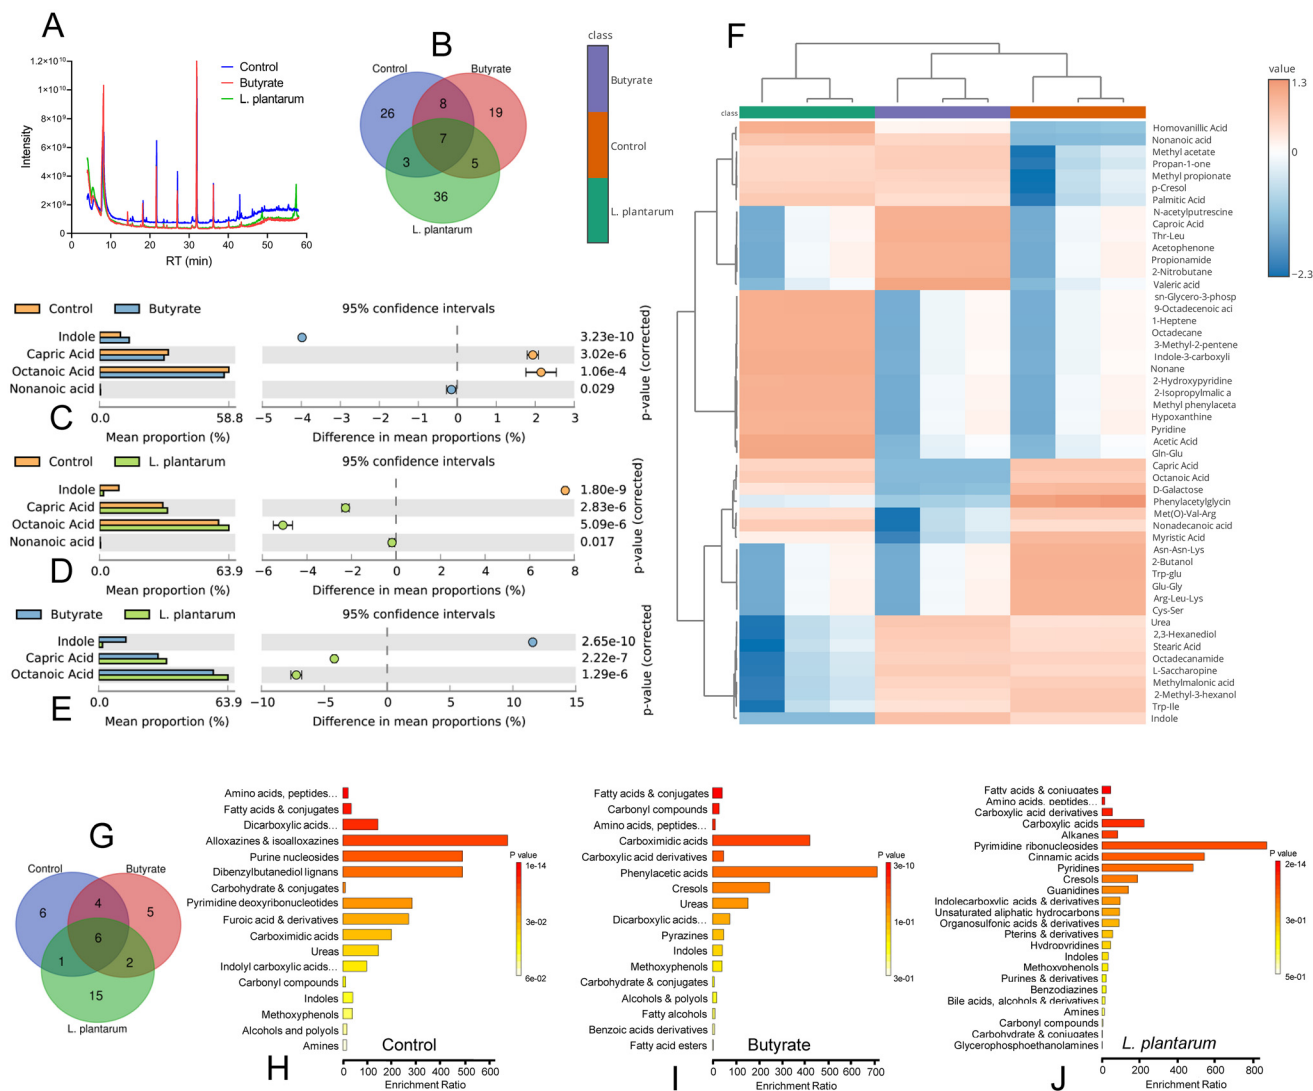 A
1.2×10¹⁰
1×10¹⁰
8×10⁹
6×10⁹
4×10⁹
2×10⁹
0
Intensity
0 10 20 30 40 50 60
RT (min)
Control
Butyrate
L. plantarum
B
Control
Butyrate
26
8
19
7
3
5
36
L. plantarum
class
Butyrate
Control
L. plantarum
Control Butyrate
95% confidence intervals
Indole
Capric Acid
Octanoic Acid
Nonanoic acid
3.23e-10
3.02e-6
1.06e-4
0.029
p-value (corrected)
0.0 58.8
−5 −4 −3 −2 −1 0 1 2 3
C
Mean proportion (%)
Difference in mean proportions (%)
Control L. plantarum
95% confidence intervals
Indole
Capric Acid
Octanoic Acid
Nonanoic acid
1.80e-9
2.83e-6
5.09e-6
0.017
p-value (corrected)
0.0 63.9
−6 −4 −2 0 2 4 6 8
D
Mean proportion (%)
Difference in mean proportions (%)
Butyrate L. plantarum
95% confidence intervals
Indole
Capric Acid
Octanoic Acid
2.65e-10
2.22e-7
1.29e-6
p-value (corrected
0.0 63.9
−10 −5 0 5 10 15
E
Mean proportion (%)
Difference in mean proportions (%)
F
class
value
1.3
0
−2.3
Homovanillic Acid
Nonanoic acid
Methyl acetate
Propan-1-one
Methyl propionate
p-Cresol
Palmitic Acid
N-acetylputrescine
Caproic Acid
Thr-Leu
Acetophenone
Propionamide
2-Nitrobutane
Valeric acid
sn-Glycero-3-phosp
9-Octadecenoic aci
1-Heptene
Octadecane
3-Methyl-2-pentene
Indole-3-carboxyli
Nonane
2-Hydroxypyridine
2-Isopropylmalic a
Methyl phenylaceta
Hypoxanthine
Pyridine
Acetic Acid
Gln-Glu
Capric Acid
Octanoic Acid
D-Galactose
Phenylacetylglycin
Met(O)-Val-Arg
Nonadecanoic acid
Myristic Acid
Asn-Asn-Lys
2-Butanol
Trp-glu
Glu-Gly
Arg-Leu-Lys
Cys-Ser
Urea
2,3-Hexanediol
Stearic Acid
Octadecanamide
L-Saccharopine
Methylmalonic acid
2-Methyl-3-hexanol
Trp-Ile
Indole
G
Control
Butyrate
6
4
5
6
1
2
15
L. plantarum
Amino acids, peptides...
Fatty acids & conjugates
Dicarboxylic acids...
Alloxazines & isoalloxazines
Purine nucleosides
Dibenzylbutanediol lignans
Carbohydrate & conjugates
Pyrimidine deoxyribonucleotides
Furoic acid & derivatives
Carboximidic acids
Ureas
Indolyl carboxylic acids...
Carbonyl compounds
Indoles
Methoxyphenols
Alcohols and polyols
Amines
P value
1e-14
3e-02
6e-02
H
Control
0 100 200 300 400 500 600
Enrichment Ratio
Fatty acids & conjugates
Carbonyl compounds
Amino acids, peptides...
Carboximidic acids
Carboxylic acid derivatives
Phenylacetic acids
Cresols
Ureas
Dicarboxylic acids...
Pyrazines
Indoles
Methoxyphenols
Carbohydrate & conjugates
Alcohols & polyols
Fatty alcohols
Benzoic acids derivatives
Fatty acid esters
P value
3e-10
1e-01
3e-01
I
Butyrate
0 100 200 300 400 500 600 700
Enrichment Ratio
Fatty acids & conjugates
Amino acids, peptides...
Carboxylic acid derivatives
Carboxylic acids
Alkanes
Pyrimidine ribonucleosides
Cinnamic acids
Pyridines
Cresols
Guanidines
Indolecarboxylic acids & derivatives
Unsaturated aliphatic hydrocarbons
Organosulfonic acids & derivatives
Pterins & derivatives
Hydropyridines
Indoles
Methoxyphenols
Purines & derivatives
Benzodiazines
Bile acids, alcohols & derivatives
Amines
Carbonyl compounds
Carbohydrate & conjugates
Glycerophosphoethanolamines
P value
2e-14
3e-01
5e-01
J
L. plantarum
0 200 400 600 800
Enrichment Ratio